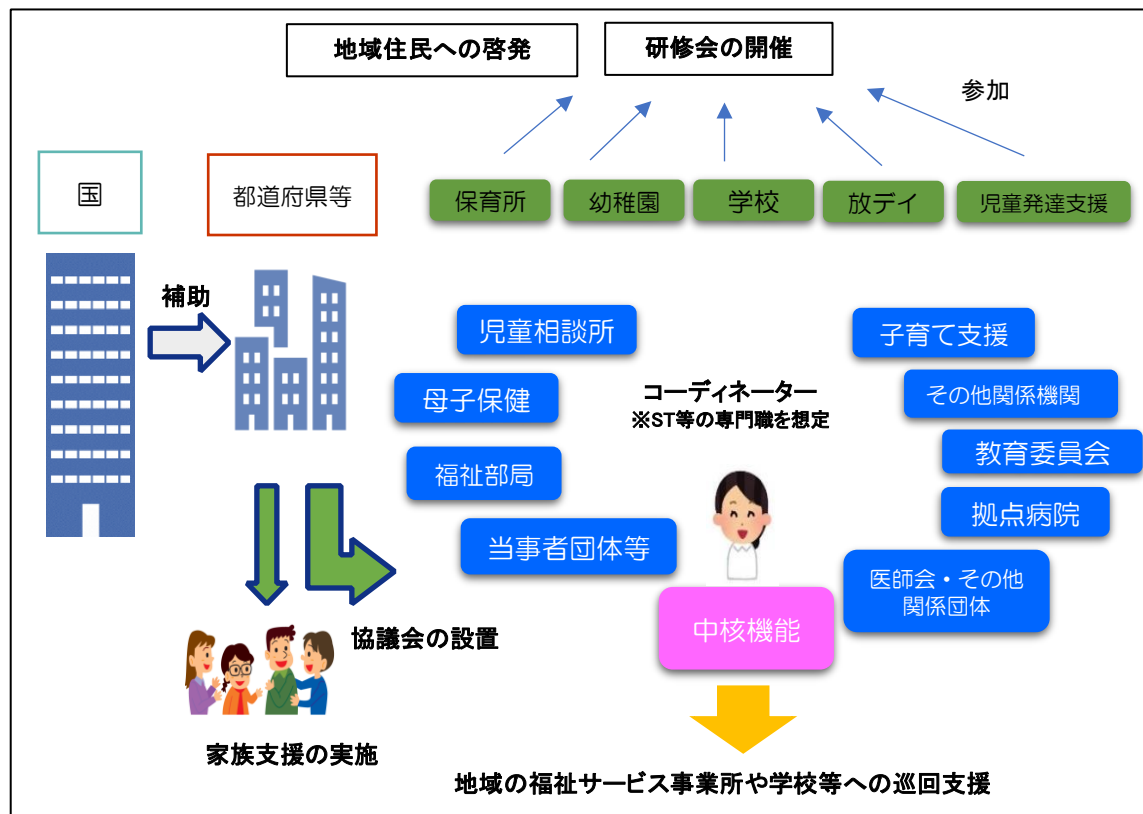 地域住民への啓発
研修会の開催
参加
国
都道府県等
保育所
幼稚園
学校
放デイ
児童発達支援
補助
児童相談所
子育て支援
母子保健
コーディネーター
※ST等の専門職を想定
その他関係機関
福祉部局
教育委員会
拠点病院
当事者団体等
医師会・その他
関係団体
中核機能
協議会の設置
家族支援の実施
地域の福祉サービス事業所や学校等への巡回支援